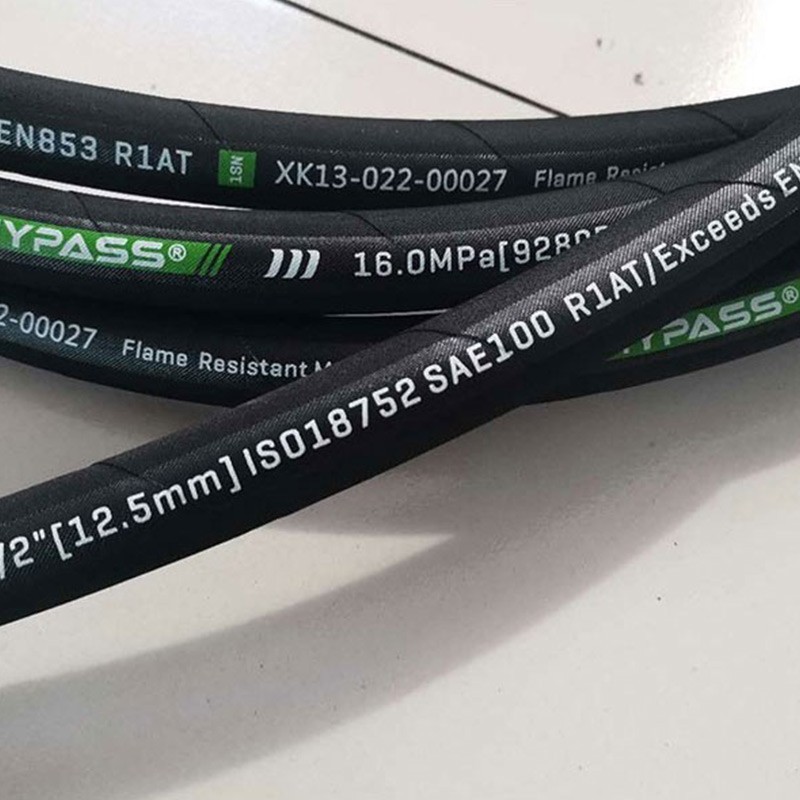 EN853 R1AT 1SN XK13-022-00027 Flame
YPASS® 16.0MPa[928
2-00027 Flame Resistant
/2"[12.5mm] ISO18752 SAE100 R1AT/Exceeds
YPASS®